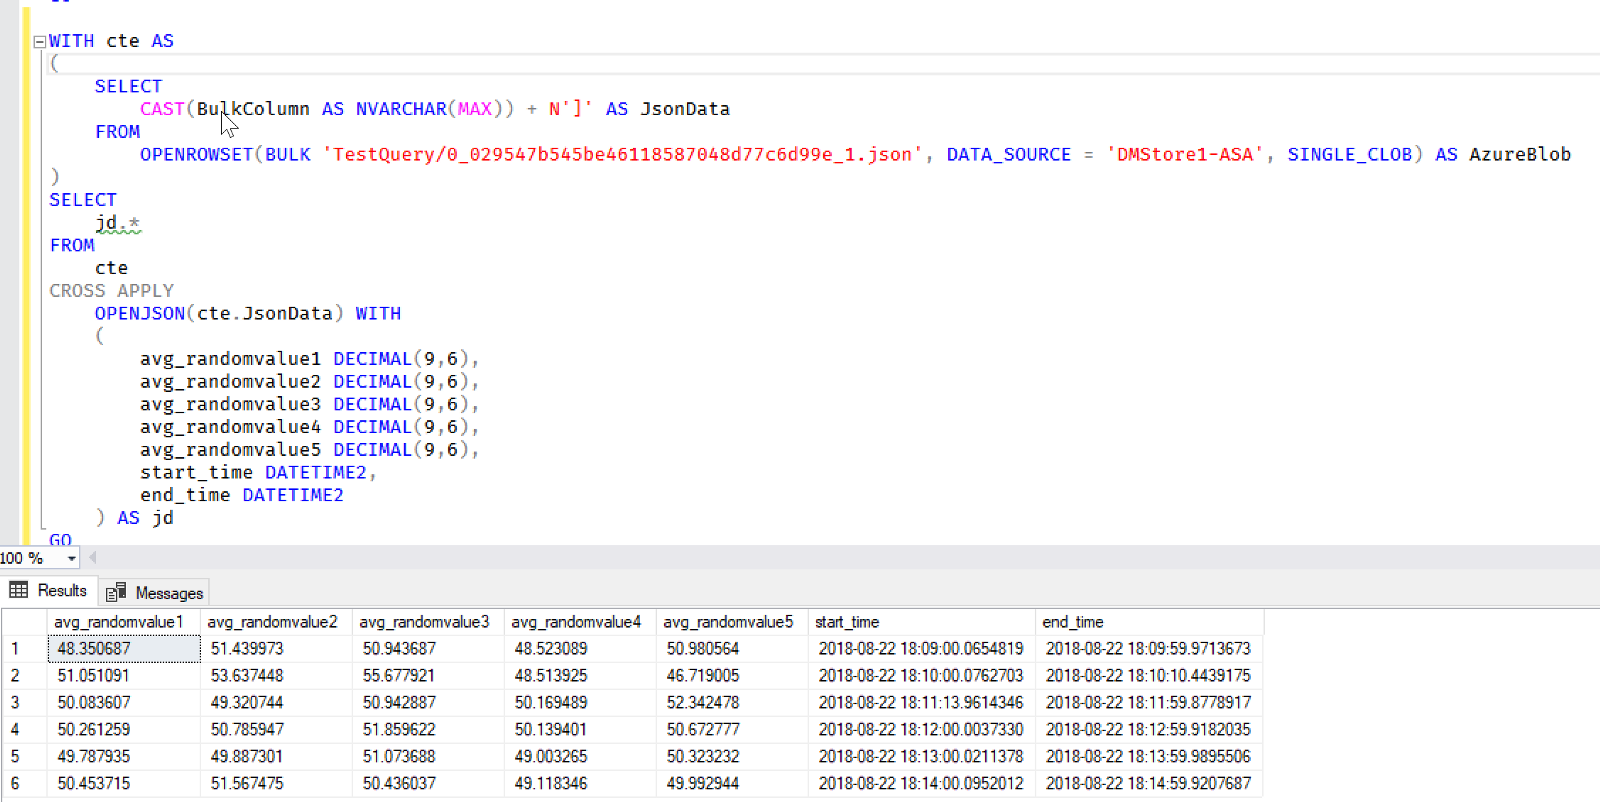 WITH cte AS
(
SELECT
CAST(BulkColumn AS NVARCHAR(MAX)) + N']' AS JsonData
FROM
OPENROWSET(BULK 'TestQuery/0_029547b545be46118587048d77c6d99e_1.json', DATA_SOURCE = 'DMStore1-ASA', SINGLE_CLOB) AS AzureBlob
)
SELECT
jd.*
FROM
cte
CROSS APPLY
OPENJSON(cte.JsonData) WITH
(
avg_randomvalue1 DECIMAL(9,6),
avg_randomvalue2 DECIMAL(9,6),
avg_randomvalue3 DECIMAL(9,6),
avg_randomvalue4 DECIMAL(9,6),
avg_randomvalue5 DECIMAL(9,6),
start_time DATETIME2,
end_time DATETIME2
) AS jd
GO
100 %
Results Messages
avg_randomvalue1 avg_randomvalue2 avg_randomvalue3 avg_randomvalue4 avg_randomvalue5 start_time end_time
1 48.350687 51.439973 50.943687 48.523089 50.980564 2018-08-22 18:09:00.0654819 2018-08-22 18:09:59.9713673
2 51.051091 53.637448 55.677921 48.513925 46.719005 2018-08-22 18:10:00.0762703 2018-08-22 18:10:10.4439175
3 50.083607 49.320744 50.942887 50.169489 52.342478 2018-08-22 18:11:13.9614346 2018-08-22 18:11:59.8778917
4 50.261259 50.785947 51.859622 50.139401 50.672777 2018-08-22 18:12:00.0037330 2018-08-22 18:12:59.9182035
5 49.787935 49.887301 51.073688 49.003265 50.323232 2018-08-22 18:13:00.0211378 2018-08-22 18:13:59.9895506
6 50.453715 51.567475 50.436037 49.118346 49.992944 2018-08-22 18:14:00.0952012 2018-08-22 18:14:59.9207687